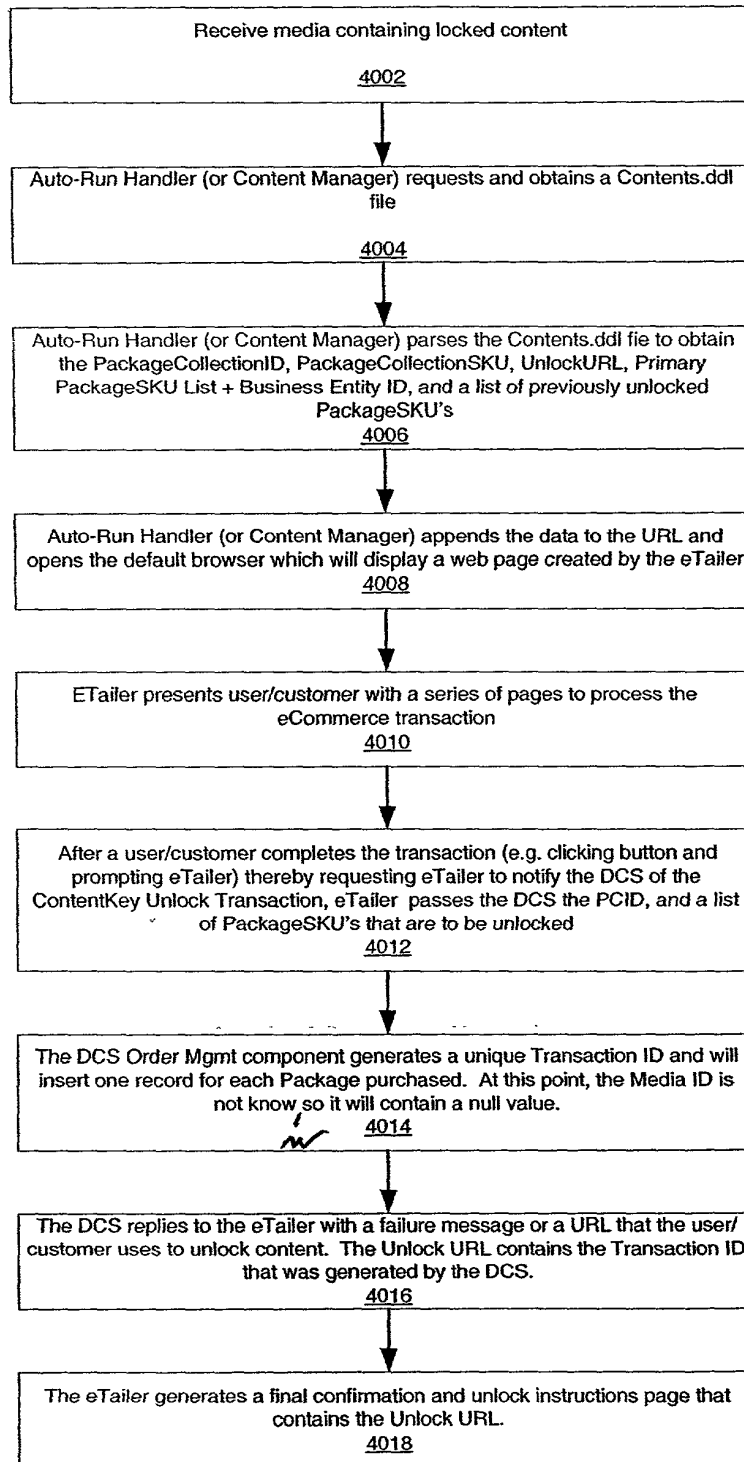 Receive media containing locked content
4002
Auto-Run Handler (or Content Manager) requests and obtains a Contents.ddl
file
4004
Auto-Run Handler (or Content Manager) parses the Contents.ddl fie to obtain
the PackageCollectionID, PackageCollectionSKU, UnlockURL, Primary
PackageSKU List + Business Entity ID, and a list of previously unlocked
PackageSKU's
4006
Auto-Run Handler (or Content Manager) appends the data to the URL and
opens the default browser which will display a web page created by the eTailer
4008
ETailer presents user/customer with a series of pages to process the
eCommerce transaction
4010
After a user/customer completes the transaction (e.g. clicking button and
prompting eTailer) thereby requesting eTailer to notify the DCS of the
ContentKey Unlock Transaction, eTailer passes the DCS the PCID, and a list
of PackageSKU's that are to be unlocked
4012
The DCS Order Mgmt component generates a unique Transaction ID and will
insert one record for each Package purchased. At this point, the Media ID is
not know so it will contain a null value.
4014
The DCS replies to the eTailer with a failure message or a URL that the user/
customer uses to unlock content. The Unlock URL contains the Transaction ID
that was generated by the DCS.
4016
The eTailer generates a final confirmation and unlock instructions page that
contains the Unlock URL.
4018